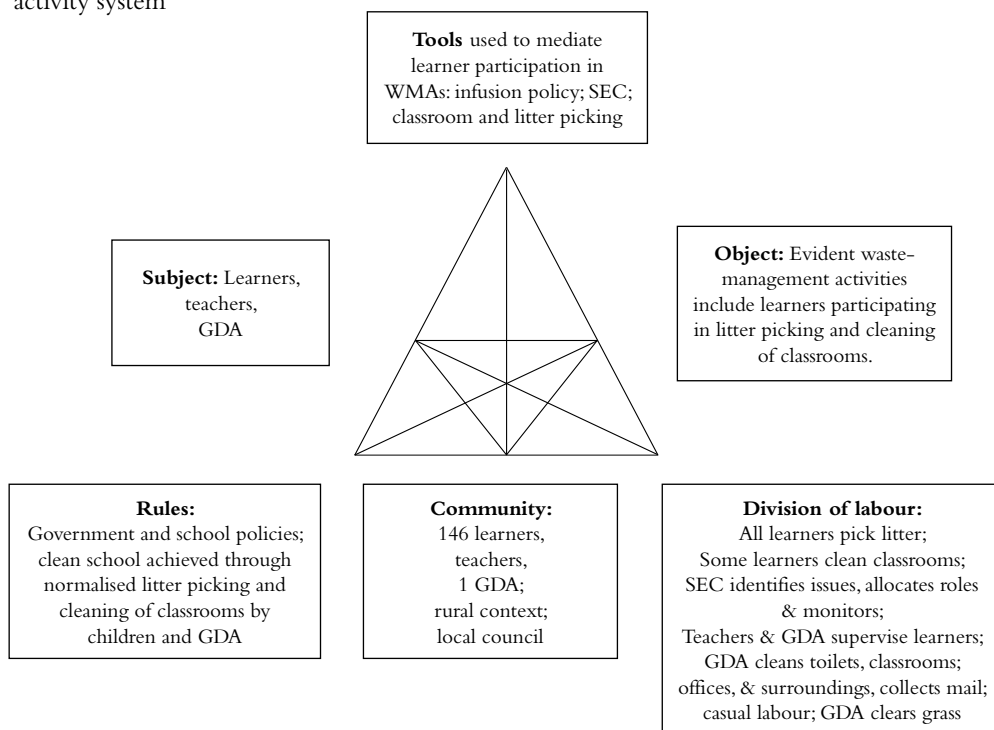 activity system
Tools used to mediate
learner participation in
WMAs: infusion policy; SEC;
classroom and litter picking
Subject: Learners,
teachers,
GDA
Object: Evident waste-
management activities
include learners participating
in litter picking and cleaning
of classrooms.
Rules:
Government and school policies;
clean school achieved through
normalised litter picking and
cleaning of classrooms by
children and GDA
Community:
146 learners,
teachers,
1 GDA;
rural context;
local council
Division of labour:
All learners pick litter;
Some learners clean classrooms;
SEC identifies issues, allocates roles
& monitors;
Teachers & GDA supervise learners;
GDA cleans toilets, classrooms;
offices, & surroundings, collects mail;
casual labour; GDA clears grass